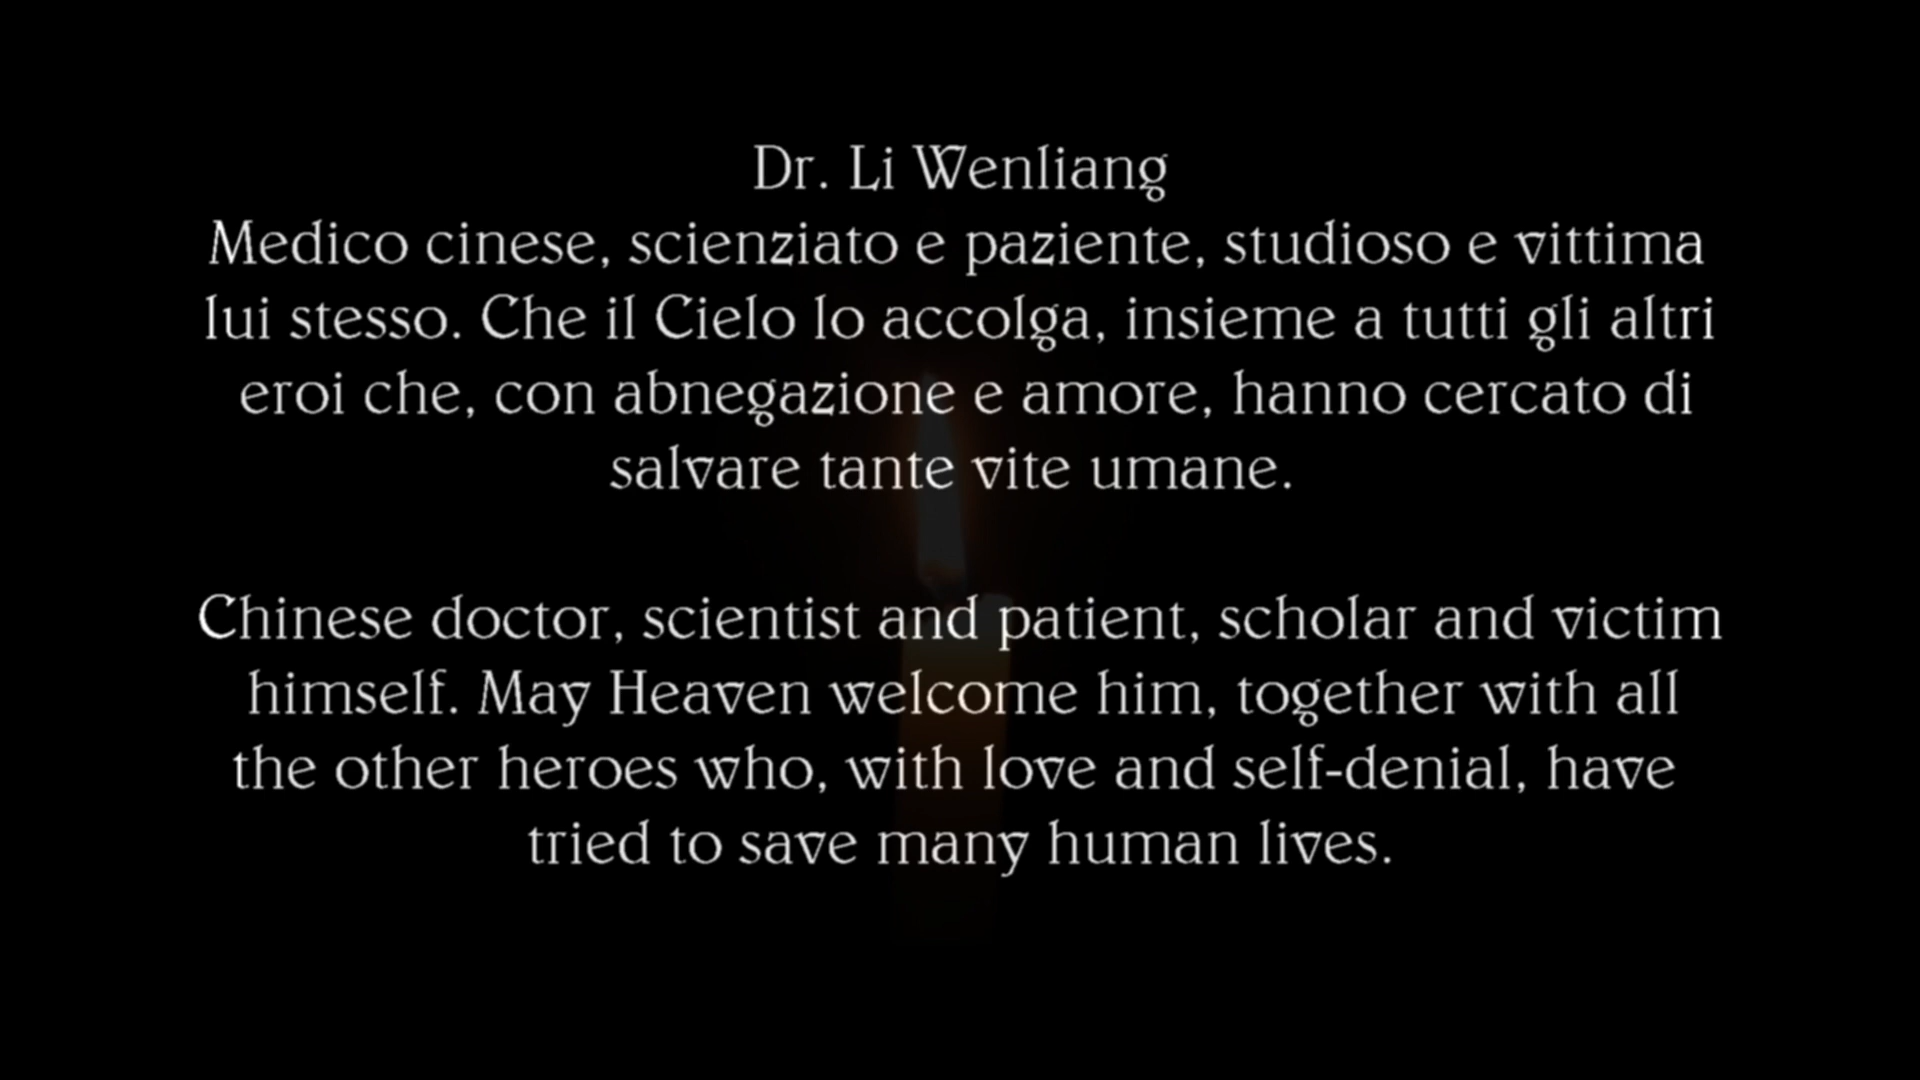 Dr. Li Wenliang
Medico cinese, scienziato e paziente, studioso e vittima
lui stesso. Che il Cielo lo accolga, insieme a tutti gli altri
eroi che, con abnegazione e amore, hanno cercato di
salvare tante vite umane.
Chinese doctor, scientist and patient, scholar and victim
himself. May Heaven welcome him, together with all
the other heroes who, with love and self-denial, have
tried to save many human lives.